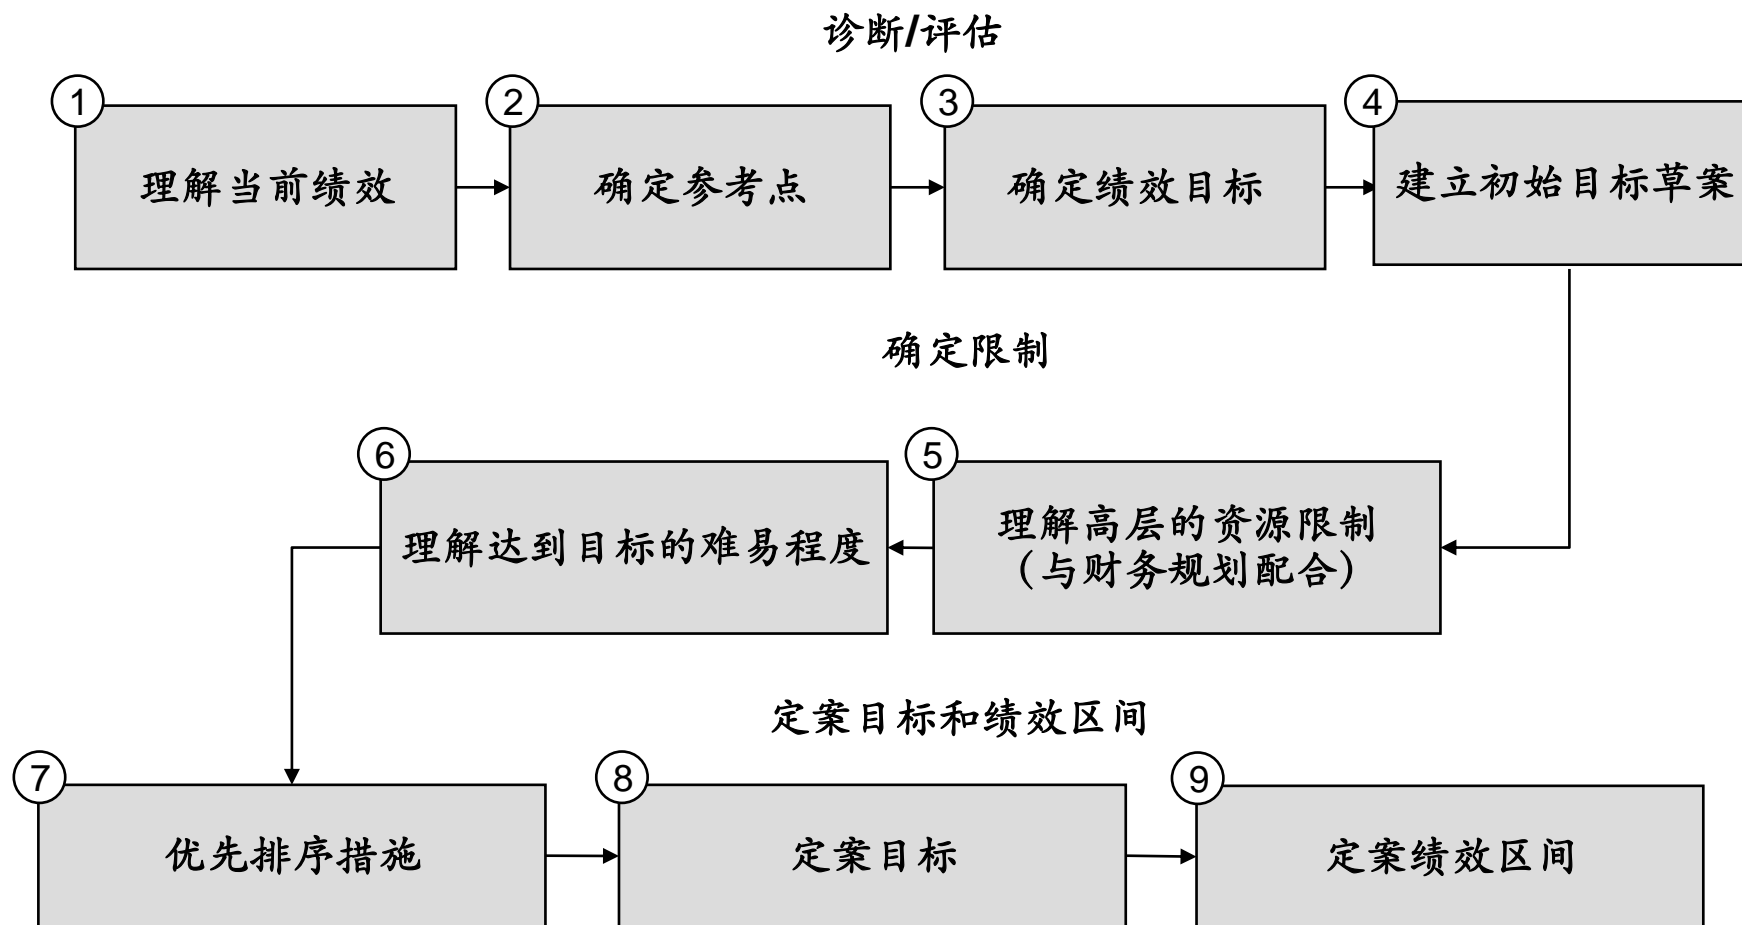 诊断/评估
1
理解当前绩效
2
确定参考点
3
确定绩效目标
4
建立初始目标草案
确定限制
6
理解达到目标的难易程度
5
理解高层的资源限制
（与财务规划配合）
定案目标和绩效区间
7
优先排序措施
8
定案目标
9
定案绩效区间